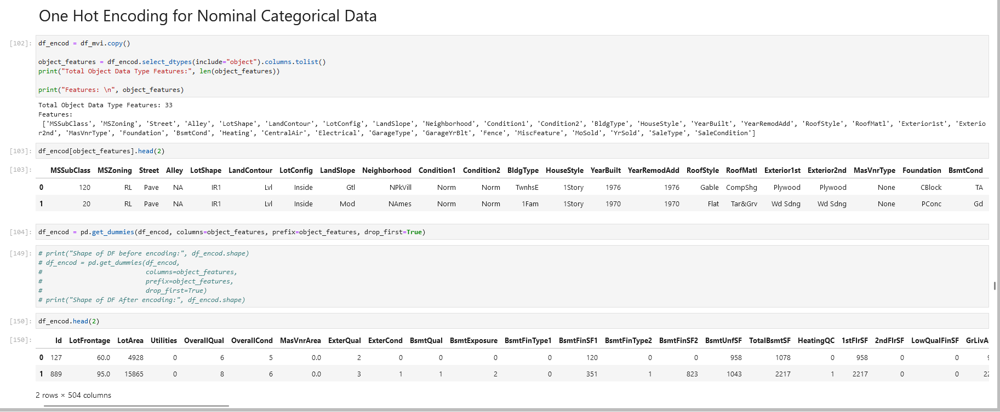 One Hot Encoding for Nominal Categorical Data
[102]: df_encod = df_mvi.copy()
object_features = df_encod.select_dtypes(include="object").columns.tolist()
print("Total Object Data Type Features:", len(object_features))
print("Features: \n", object_features)
Total Object Data Type Features: 33
Features:
['MSSubClass', 'MSZoning', 'Street', 'Alley', 'LotShape', 'LandContour', 'LotConfig', 'LandSlope', 'Neighborhood', 'Condition1', 'Condition2', 'BldgType', 'HouseStyle', 'YearBuilt', 'YearRemodAdd', 'RoofStyle', 'RoofMatl', 'Exterior1st', 'Exterio
r2nd', 'MasVnrType', 'Foundation', 'BsmtCond', 'Heating', 'CentralAir', 'Electrical', 'GarageType', 'GarageYrBlt', 'Fence', 'MiscFeature', 'MoSold', 'YrSold', 'SaleType', 'SaleCondition']
[103]: df_encod[object_features].head(2)
[103]: MSSubClass MSZoning Street Alley LotShape LandContour LotConfig LandSlope Neighborhood Condition1 Condition2 BldgType HouseStyle YearBuilt YearRemodAdd RoofStyle RoofMatl Exterior1st Exterior2nd MasVnrType Foundation BsmtCond
0 120 RL Pave NA IR1 Lvl Inside Gtl NPkVill Norm Norm TwnhsE 1Story 1976 1976 Gable CompShg Plywood Plywood None CBlock TA
1 20 RL Pave NA IR1 Lvl Inside Mod NAmes Norm Norm 1Fam 1Story 1970 1970 Flat Tar&Grv Wd Sdng Wd Sdng None PConc Gd
[104]: df_encod = pd.get_dummies(df_encod, columns=object_features, prefix=object_features, drop_first=True)
[149]: # print("Shape of DF before encoding:", df_encod.shape)
# df_encod = pd.get_dummies(df_encod,
# columns=object_features,
# prefix=object_features,
# drop_first=True)
# print("Shape of DF After encoding:", df_encod.shape)
[150]: df_encod.head(2)
[150]: Id LotFrontage LotArea Utilities OverallQual OverallCond MasVnrArea ExterQual ExterCond BsmtQual BsmtExposure BsmtFinType1 BsmtFinSF1 BsmtFinType2 BsmtFinSF2 BsmtUnfSF TotalBsmtSF HeatingQC 1stFlrSF 2ndFlrSF LowQualFinSF
0 127 60.0 4928 0 6 5 0.0 2 0 0 0 0 120 0 0 958 1078 0 958 0 0
1 889 95.0 15865 0 8 6 0.0 3 1 1 2 0 351 1 823 1043 2217 1 2217 0 0
2 rows × 504 columns